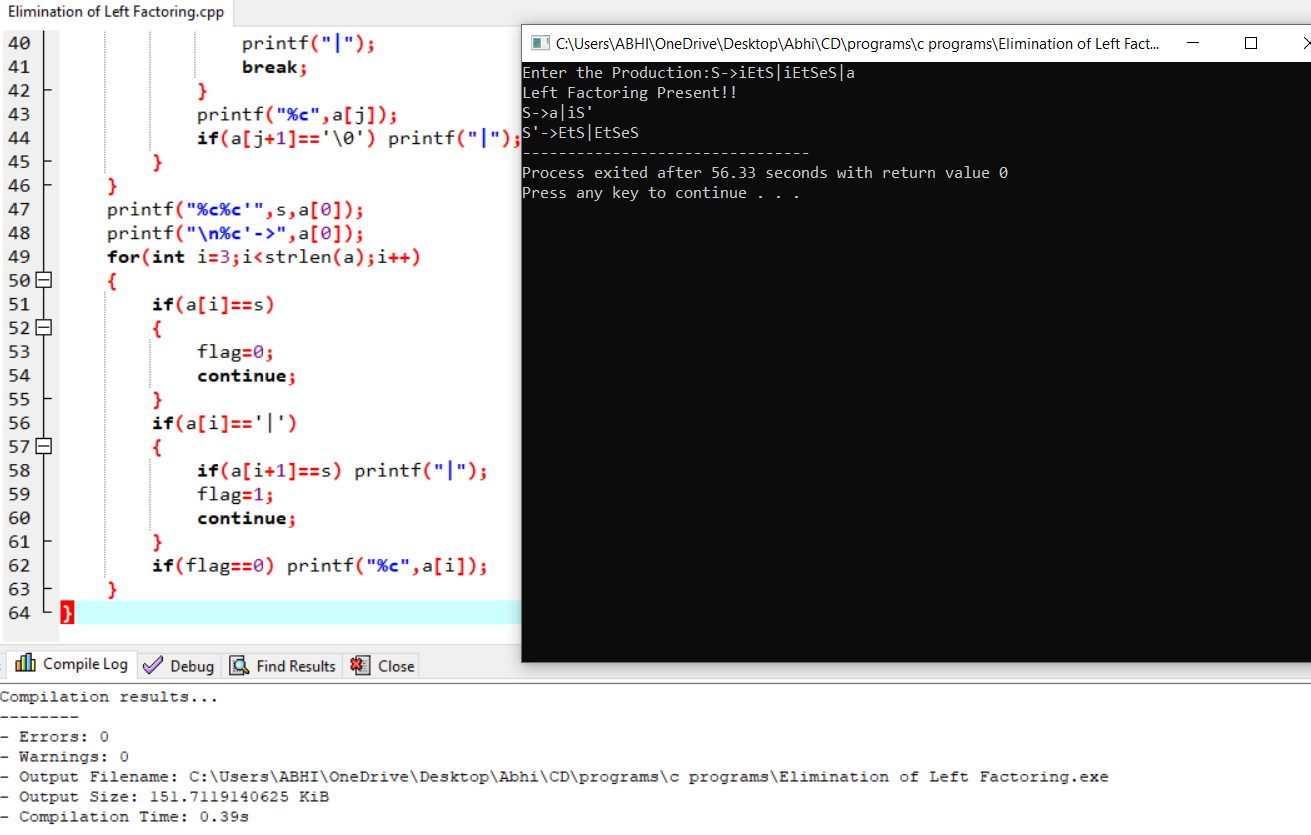 Elimination of Left Factoring.cpp
40 printf("|");
41 break;
42 }
43 printf("%c",a[j]);
44 if(a[j+1]=='\0') printf("|");
45 }
46 }
47 printf("%c%c'",s,a[0]);
48 printf("\n%c'->",a[0]);
49 for(int i=3;i<strlen(a);i++)
50 {
51 if(a[i]==s)
52 {
53 flag=0;
54 continue;
55 }
56 if(a[i]=='|')
57 {
58 if(a[i+1]==s) printf("|");
59 flag=1;
60 continue;
61 }
62 if(flag==0) printf("%c",a[i]);
63 }
64 }
C:\Users\ABHI\OneDrive\Desktop\Abhi\CD\programs\c programs\Elimination of Left Fact...
Enter the Production:S->iEtS|iEtSeS|a
Left Factoring Present!!
S->a|iS'
S'->EtS|EtSeS
--------------------------------
Process exited after 56.33 seconds with return value 0
Press any key to continue . . .
Compile Log Debug Find Results Close
Compilation results...
--------
- Errors: 0
- Warnings: 0
- Output Filename: C:\Users\ABHI\OneDrive\Desktop\Abhi\CD\programs\c programs\Elimination of Left Factoring.exe
- Output Size: 151.7119140625 KiB
- Compilation Time: 0.39s